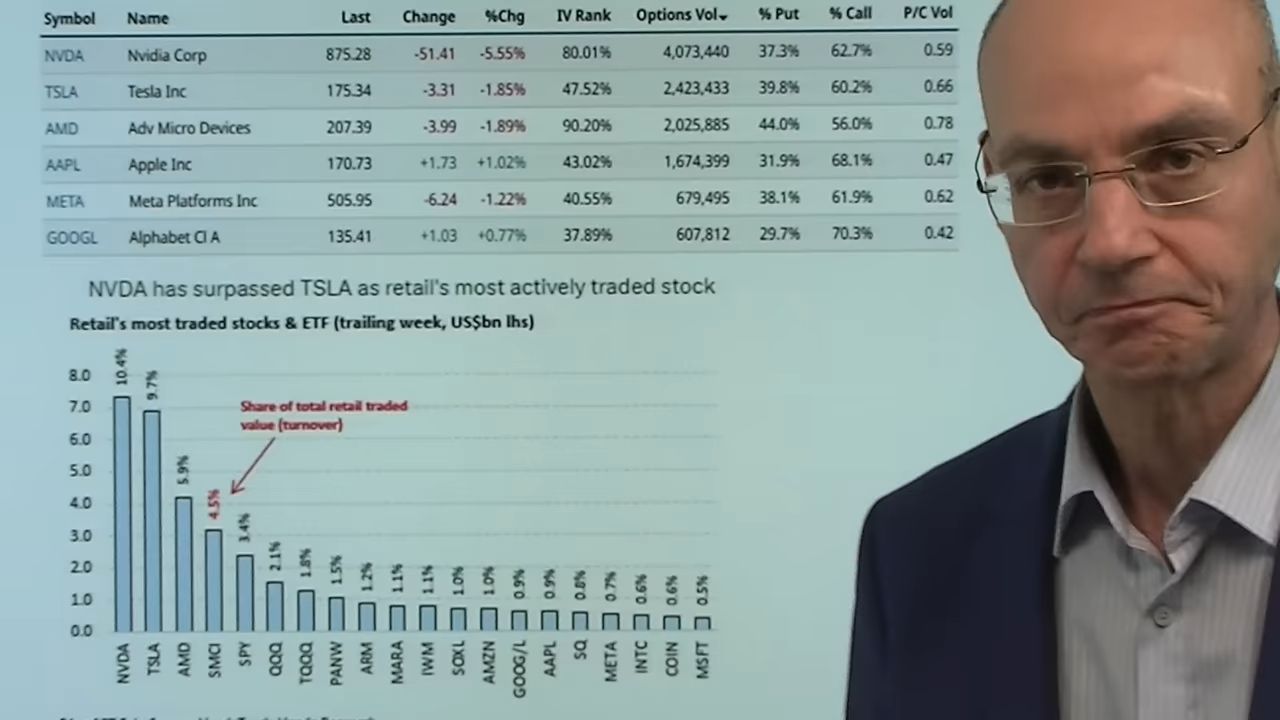 Symbol Name Last Change %Chg IV Rank Options Vol % Put % Call P/C Vol
NVDA Nvidia Corp 875.28 -51.41 -5.55% 80.01% 4,073,440 37.3% 62.7% 0.59
TSLA Tesla Inc 175.34 -3.31 -1.85% 47.52% 2,423,433 39.8% 60.2% 0.66
AMD Adv Micro Devices 207.39 -3.99 -1.89% 90.20% 2,025,885 44.0% 56.0% 0.78
AAPL Apple Inc 170.73 +1.73 +1.02% 43.02% 1,674,399 31.9% 68.1% 0.47
META Meta Platforms Inc 505.95 -6.24 -1.22% 40.55% 679,495 38.1% 61.9% 0.62
GOOGL Alphabet Cl A 135.41 +1.03 +0.77% 37.89% 607,812 29.7% 70.3% 0.42
NVDA has surpassed TSLA as retail's most actively traded stock
Retail's most traded stocks & ETF (trailing week, US$bn lhs)
8.0
7.0
6.0
5.0
4.0
3.0
2.0
1.0
0.0
10.4% 9.7% 5.9% 4.5% 3.4% 2.1% 1.8% 1.5% 1.2% 1.1% 1.1% 1.0% 1.0% 0.9% 0.9% 0.8% 0.7% 0.6% 0.6% 0.5%
Share of total retail traded
value (turnover)
NVDA TSLA AMD SMCI SPY QQQ TQQQ PANW ARM MARA IWM SOXL AMZN GOOG/L AAPL SQ META INTC COIN MSFT